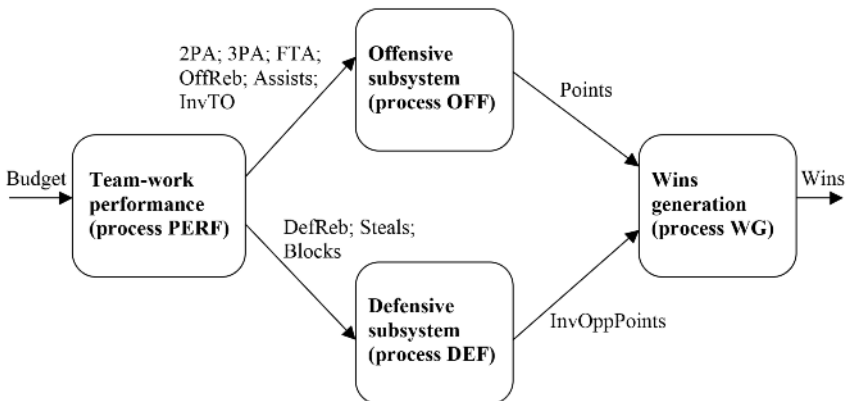 2PA; 3PA; FTA;
OffReb; Assists;
InvTO
Offensive
subsystem
(process OFF)
Points
Budget
Team-work
performance
(process PERF)
Wins
generation
(process WG)
Wins
DefReb; Steals;
Blocks
Defensive
subsystem
(process DEF)
InvOppPoints